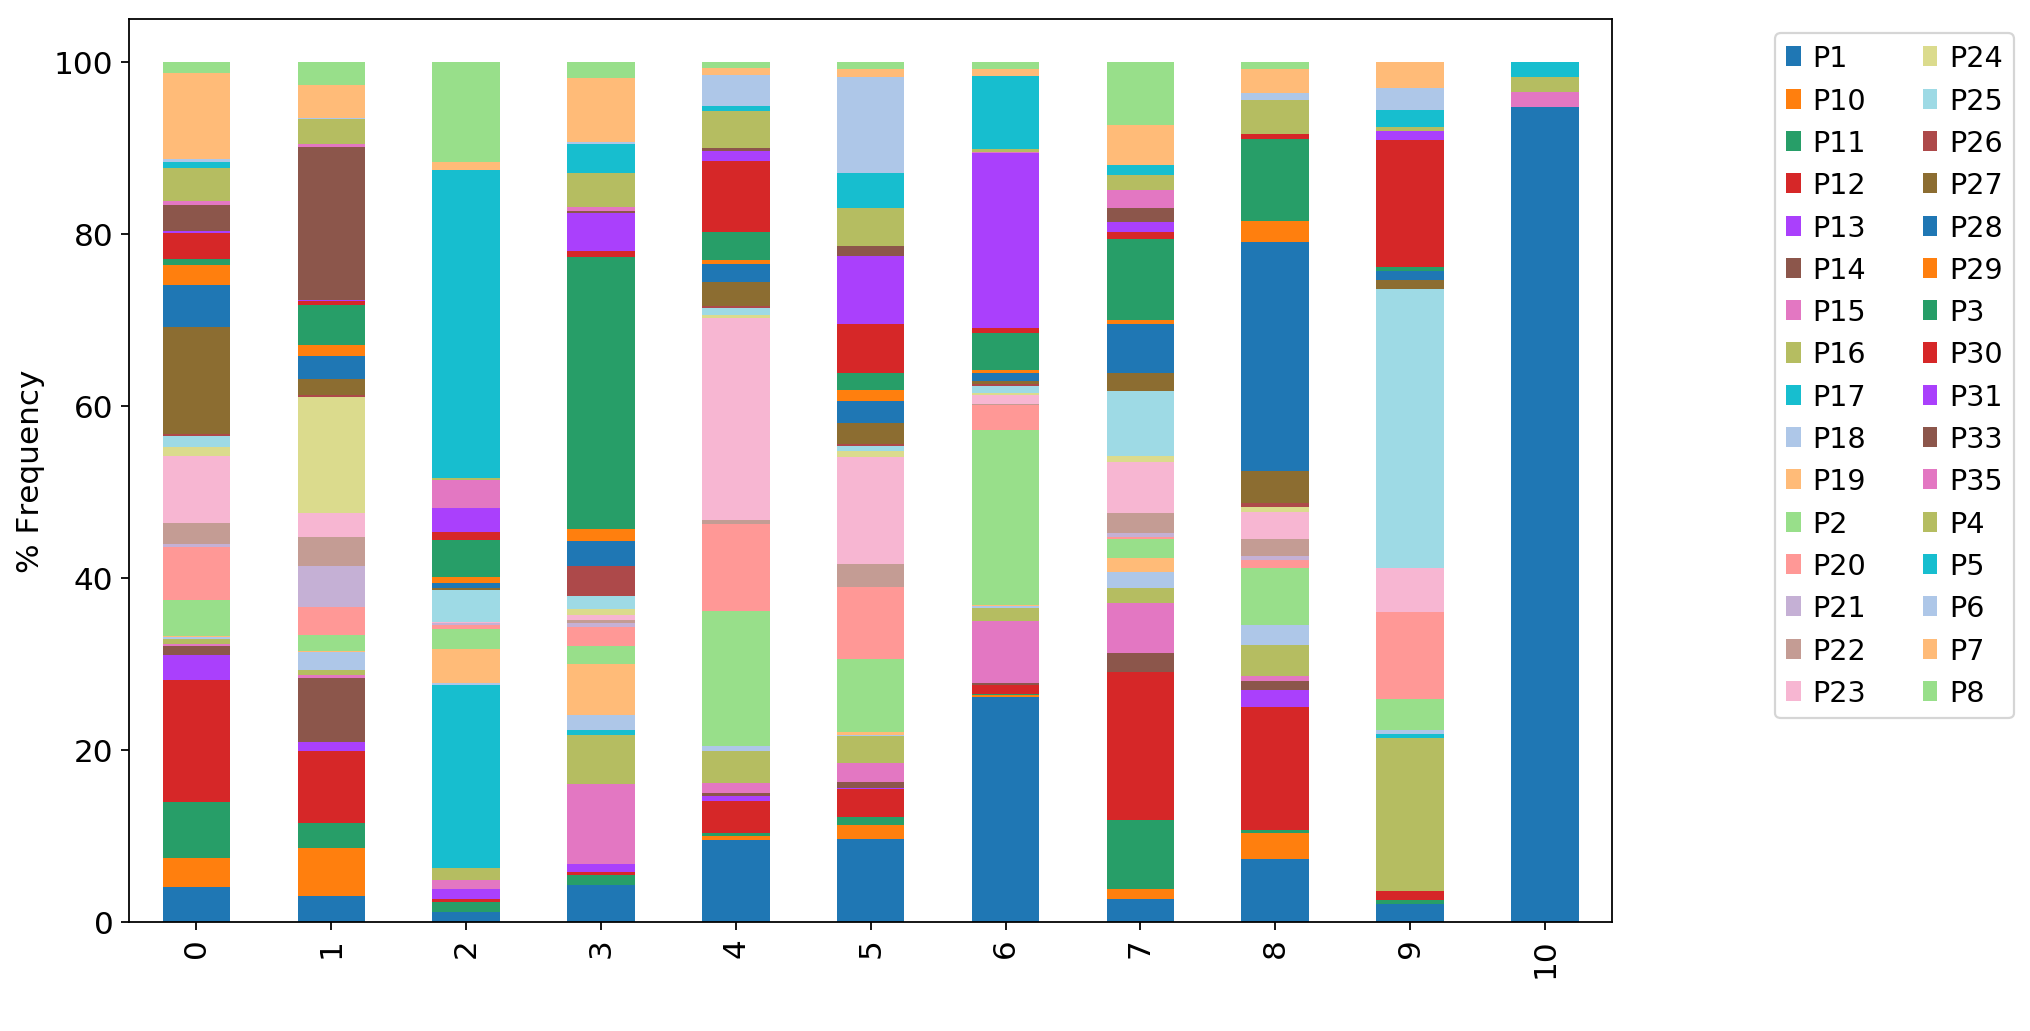 % Frequency
100
80
60
40
20
0
0 1 2 3 4 5 6 7 8 9 10
P1 P24
P10 P25
P11 P26
P12 P27
P13 P28
P14 P29
P15 P3
P16 P30
P17 P31
P18 P33
P19 P35
P2 P4
P20 P5
P21 P6
P22 P7
P23 P8